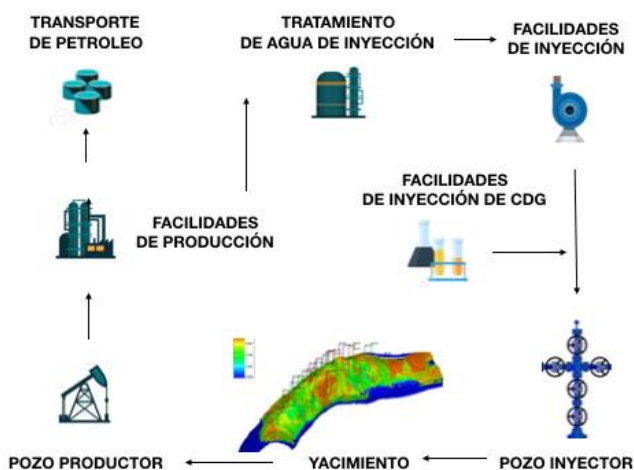 TRANSPORTE
DE PETROLEO
TRATAMIENTO
DE AGUA DE INYECCIÓN
FACILIDADES
DE INYECCIÓN
FACILIDADES
DE INYECCIÓN DE CDG
FACILIDADES
DE PRODUCCIÓN
POZO PRODUCTOR
YACIMIENTO
POZO INYECTOR